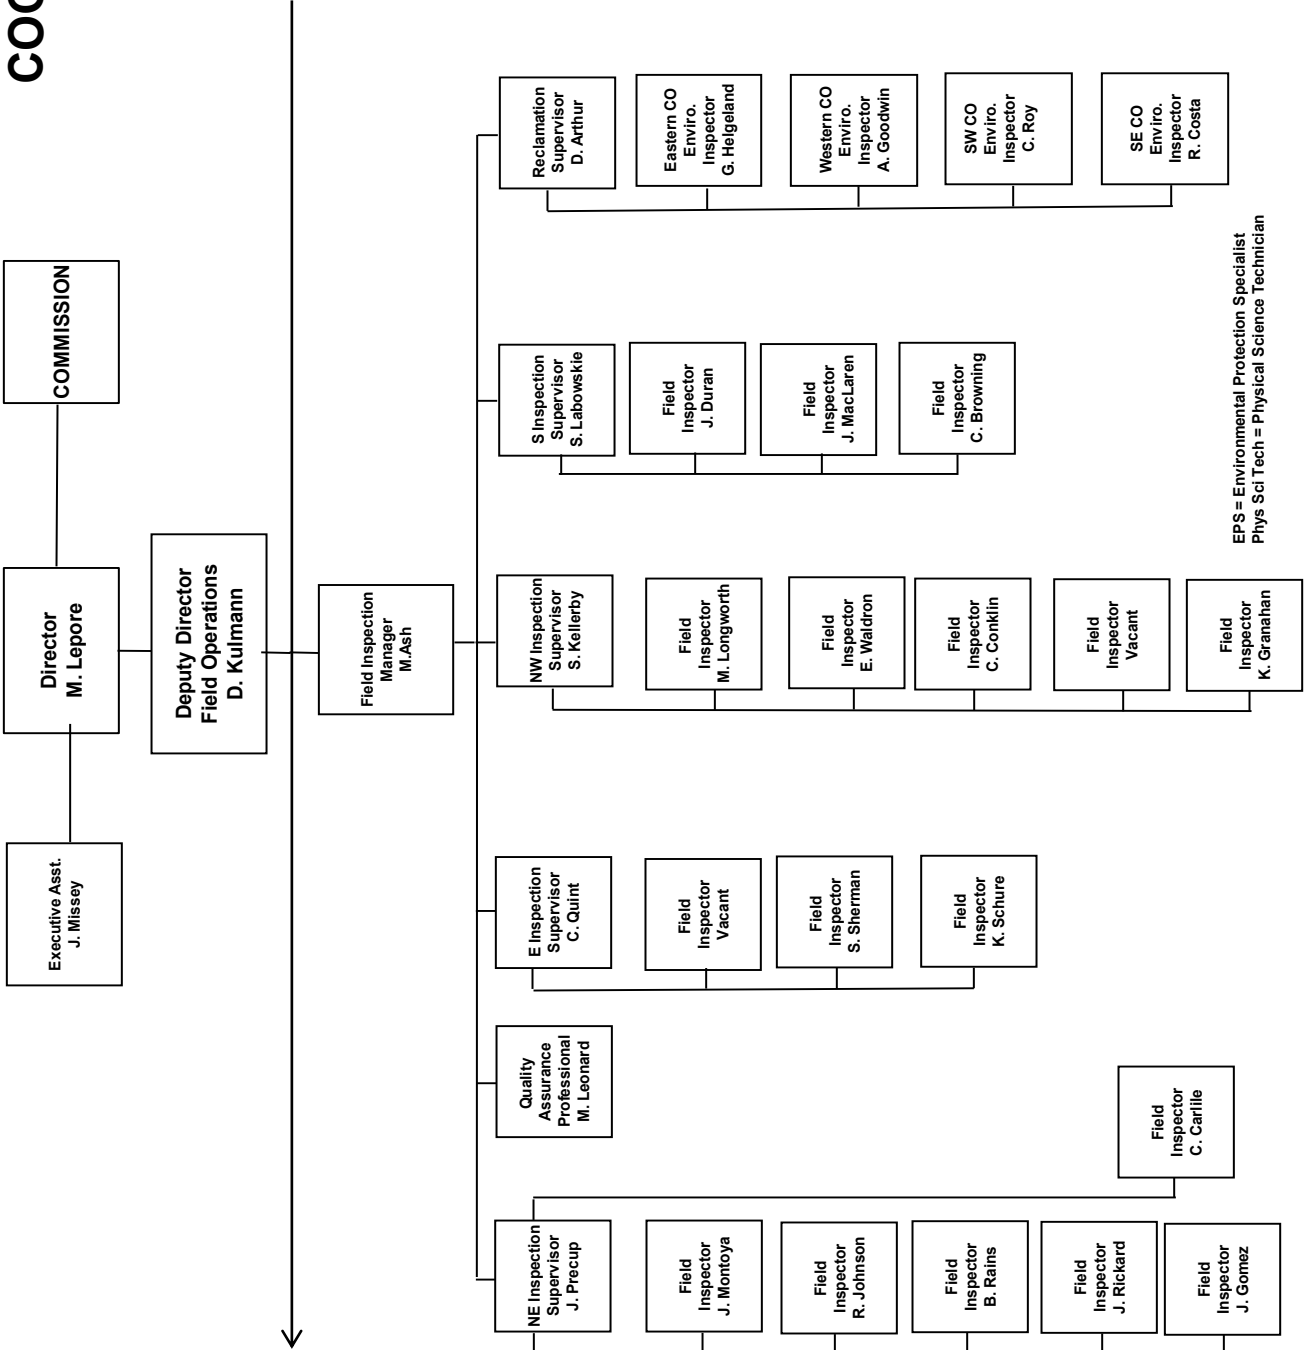 Executive Asst.
J. Missey
Director
M. Lepore
COMMISSION
Deputy Director
Field Operations
D. Kulmann
Field Inspection
Manager
M.Ash
NE Inspection
Supervisor
J. Precup
Field
Inspector
J. Montoya
Field
Inspector
R. Johnson
Field
Inspector
B. Rains
Field
Inspector
J. Rickard
Field
Inspector
J. Gomez
Field
Inspector
C. Carlile
Quality
Assurance
Professional
M. Leonard
E Inspection
Supervisor
C. Quint
Field
Inspector
Vacant
Field
Inspector
S. Sherman
Field
Inspector
K. Schure
NW Inspection
Supervisor
S. Kellerby
Field
Inspector
M. Longworth
Field
Inspector
E. Waldron
Field
Inspector
C. Conklin
Field
Inspector
Vacant
Field
Inspector
K. Granahan
S Inspection
Supervisor
S. Labowskie
Field
Inspector
J. Duran
Field
Inspector
J. MacLaren
Field
Inspector
C. Browning
Reclamation
Supervisor
D. Arthur
Eastern CO
Enviro.
Inspector
G. Helgeland
Western CO
Enviro.
Inspector
A. Goodwin
SW CO
Enviro.
Inspector
C. Roy
SE CO
Enviro.
Inspector
R. Costa
EPS = Environmental Protection Specialist
Phys Sci Tech = Physical Science Technician